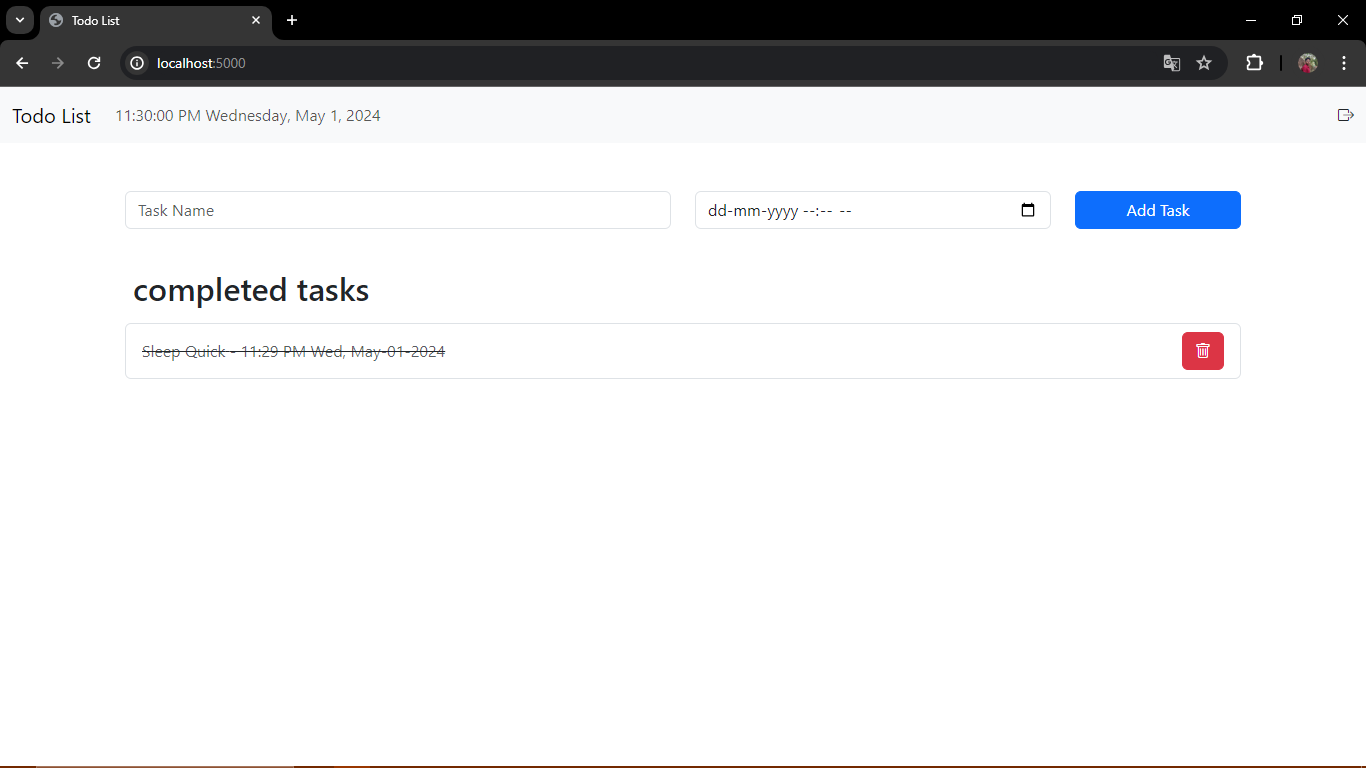 Todo List
localhost:5000
Todo List 11:30:00 PM Wednesday, May 1, 2024
Task Name dd-mm-yyyy --:-- -- Add Task
completed tasks
Sleep Quick - 11:29 PM Wed, May-01-2024